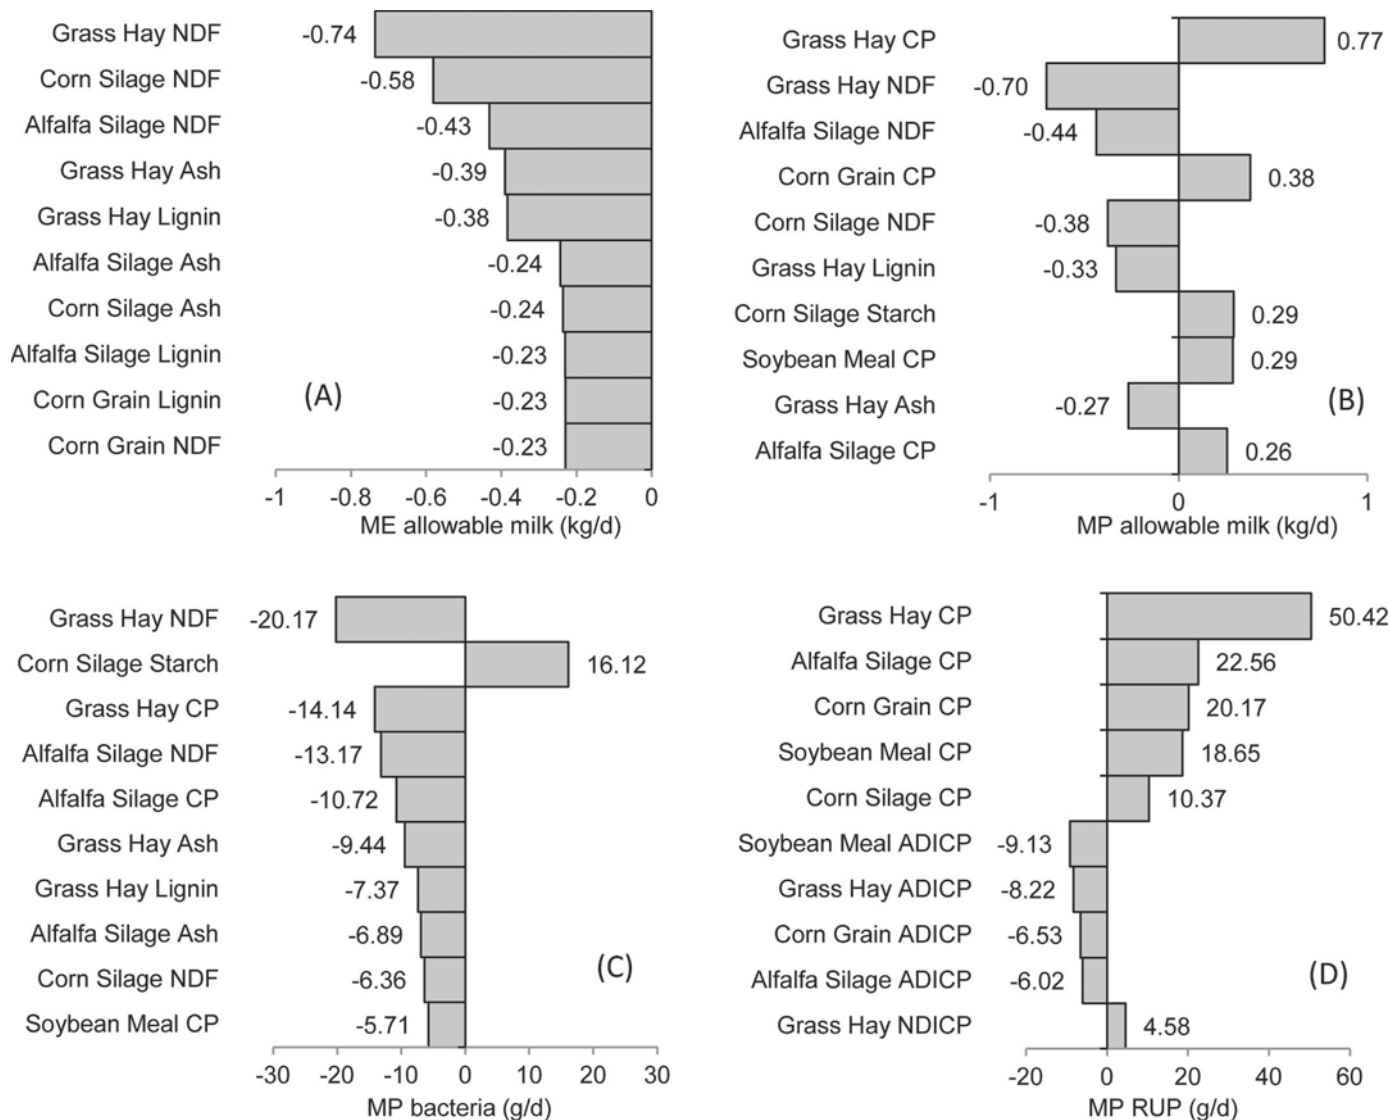 Grass Hay NDF -0.74
Corn Silage NDF -0.58
Alfalfa Silage NDF -0.43
Grass Hay Ash -0.39
Grass Hay Lignin -0.38
Alfalfa Silage Ash -0.24
Corn Silage Ash -0.24
Alfalfa Silage Lignin -0.23
Corn Grain Lignin -0.23
Corn Grain NDF -0.23
(A)
-1 -0.8 -0.6 -0.4 -0.2 0
ME allowable milk (kg/d)
Grass Hay CP 0.77
Grass Hay NDF -0.70
Alfalfa Silage NDF -0.44
Corn Grain CP 0.38
Corn Silage NDF -0.38
Grass Hay Lignin -0.33
Corn Silage Starch 0.29
Soybean Meal CP 0.29
Grass Hay Ash -0.27
Alfalfa Silage CP 0.26
(B)
-1 0 1
MP allowable milk (kg/d)
Grass Hay NDF -20.17
Corn Silage Starch 16.12
Grass Hay CP -14.14
Alfalfa Silage NDF -13.17
Alfalfa Silage CP -10.72
Grass Hay Ash -9.44
Grass Hay Lignin -7.37
Alfalfa Silage Ash -6.89
Corn Silage NDF -6.36
Soybean Meal CP -5.71
(C)
-30 -20 -10 0 10 20 30
MP bacteria (g/d)
Grass Hay CP 50.42
Alfalfa Silage CP 22.56
Corn Grain CP 20.17
Soybean Meal CP 18.65
Corn Silage CP 10.37
Soybean Meal ADICP -9.13
Grass Hay ADICP -8.22
Corn Grain ADICP -6.53
Alfalfa Silage ADICP -6.02
Grass Hay NDICP 4.58
(D)
-20 0 20 40 60
MP RUP (g/d)